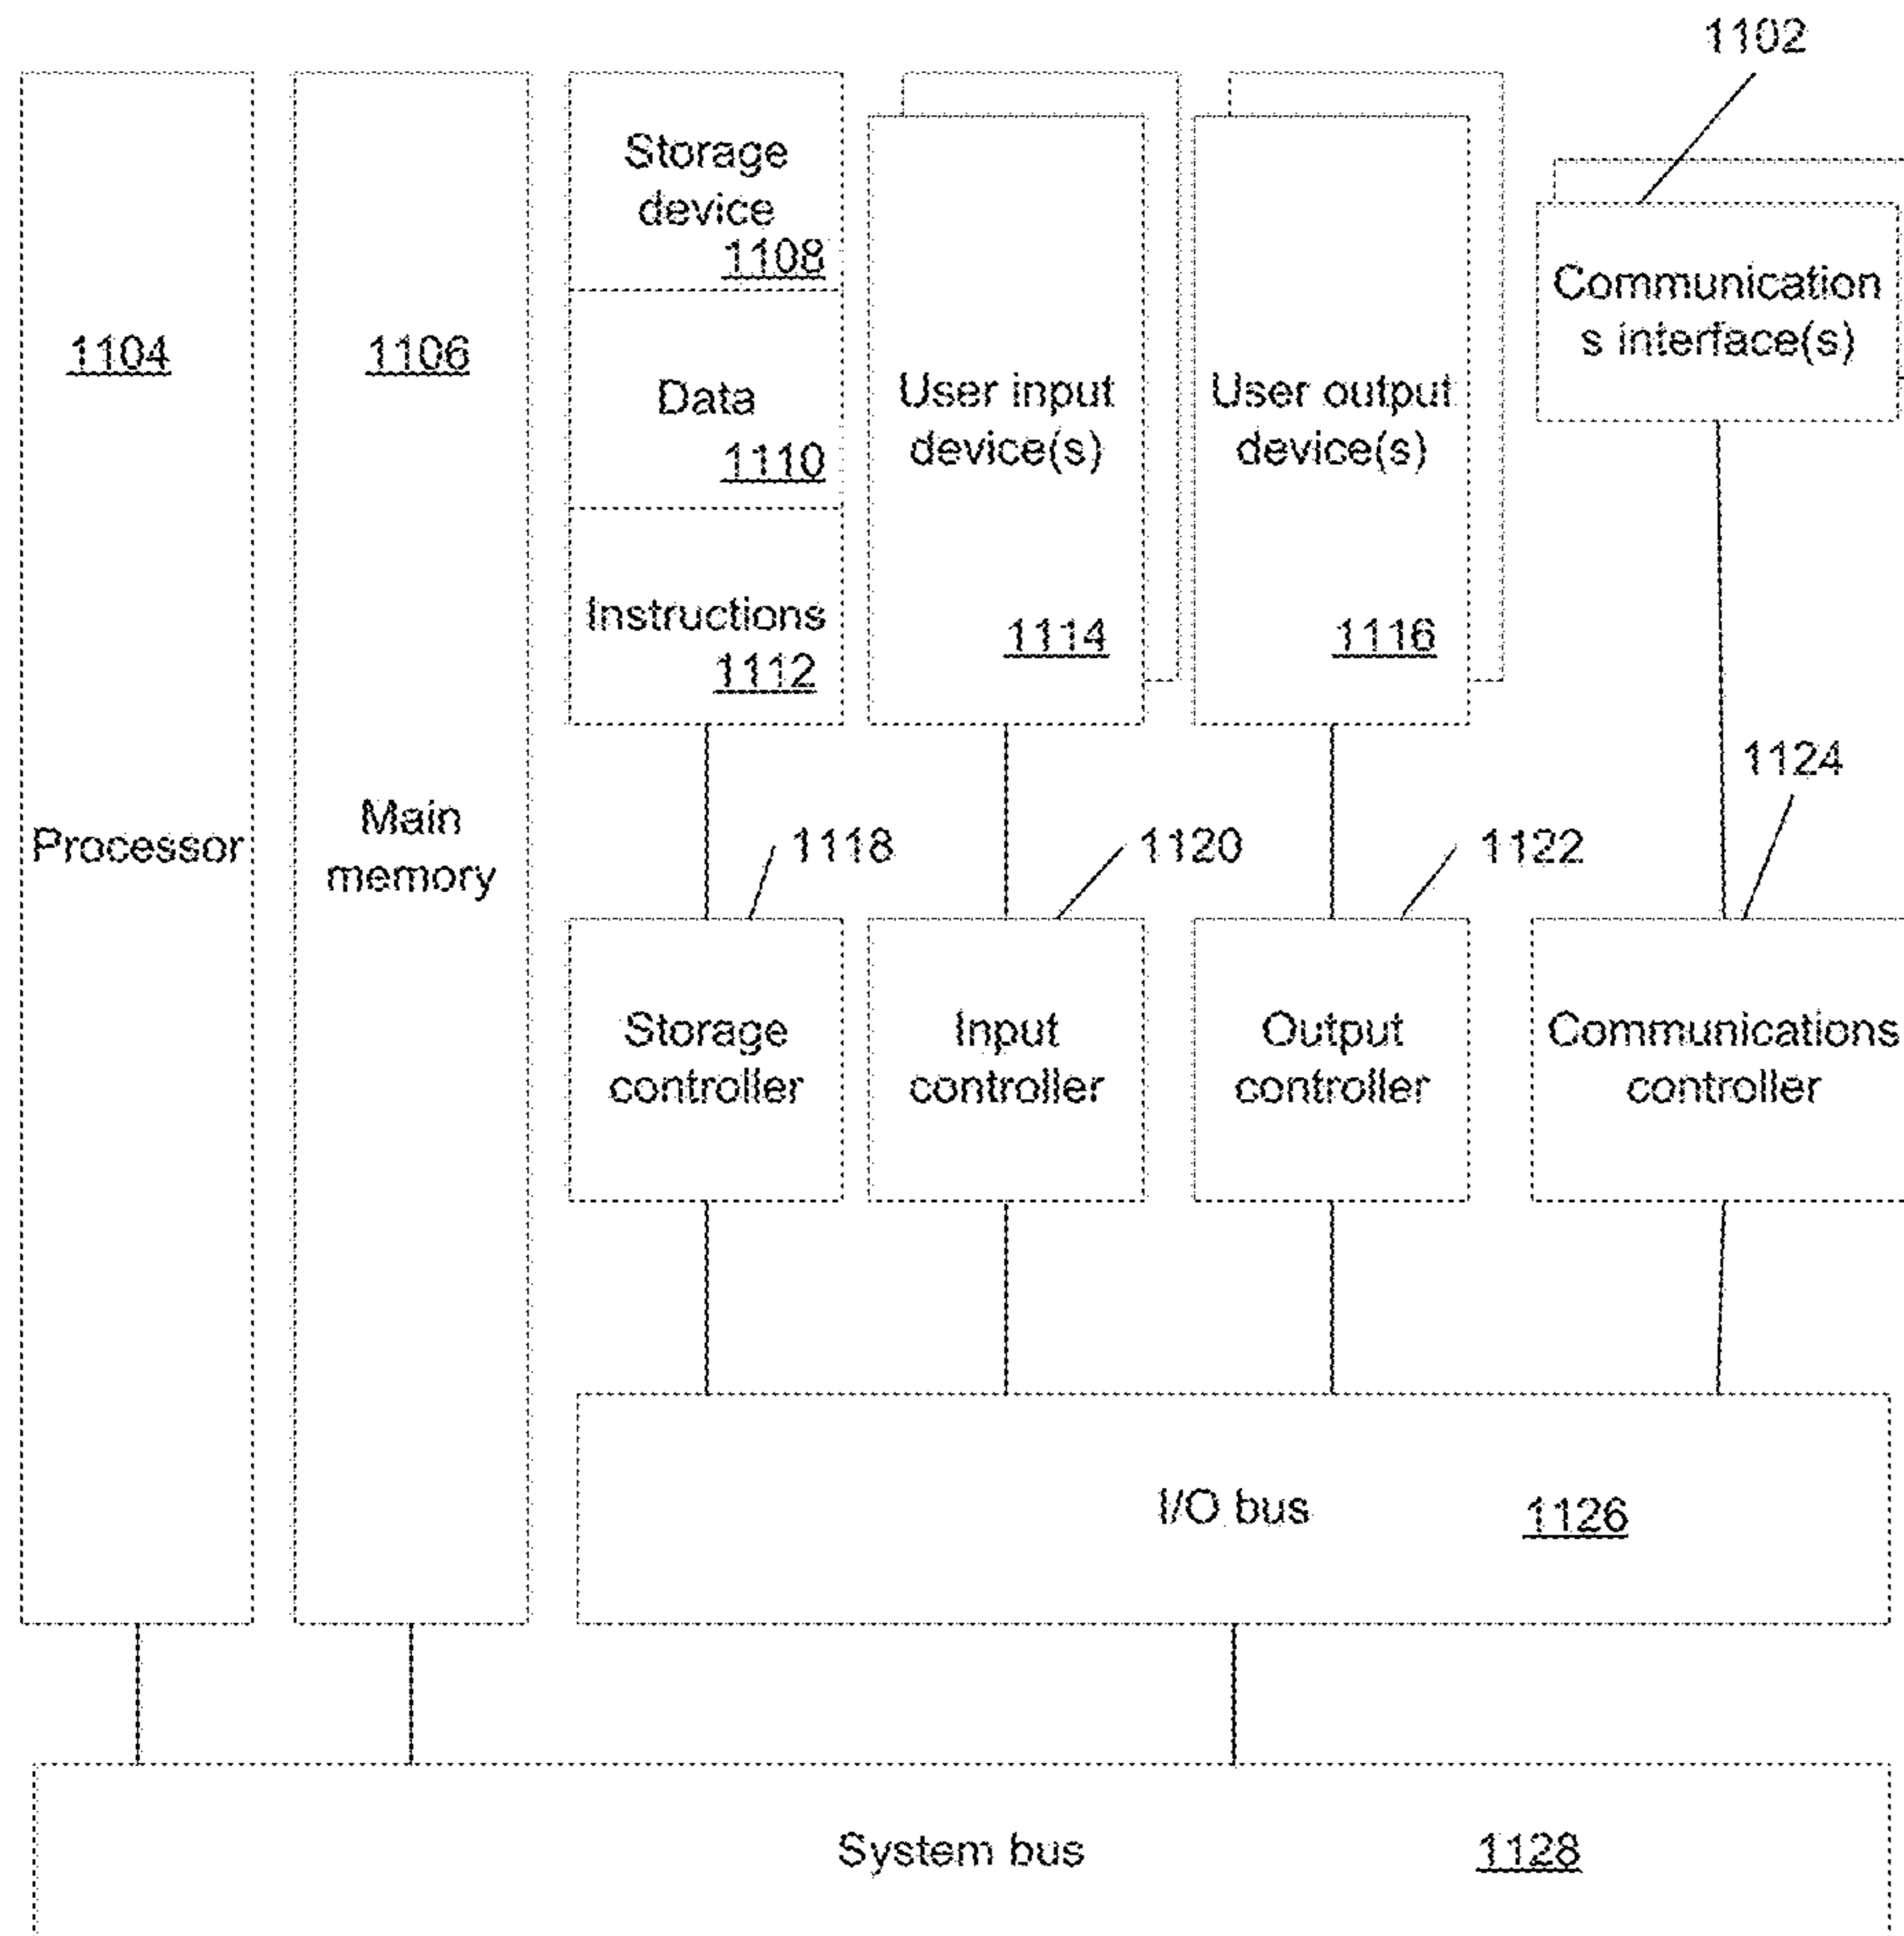 1102
Storage
device
1108
Communication
s interface(s)
1104
1106
Data
1110
User input
device(s)
User output
device(s)
Instructions
1112
1114
1116
1124
Processor
Main
memory
1118
1120
1122
Storage
controller
Input
controller
Output
controller
Communications
controller
I/O bus
1126
System bus
1128